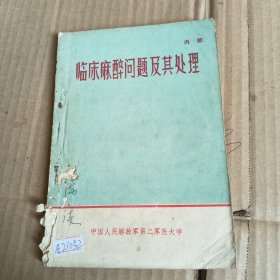 内部
临床麻醉问题及其处理
中国人民解放军第二军医大学